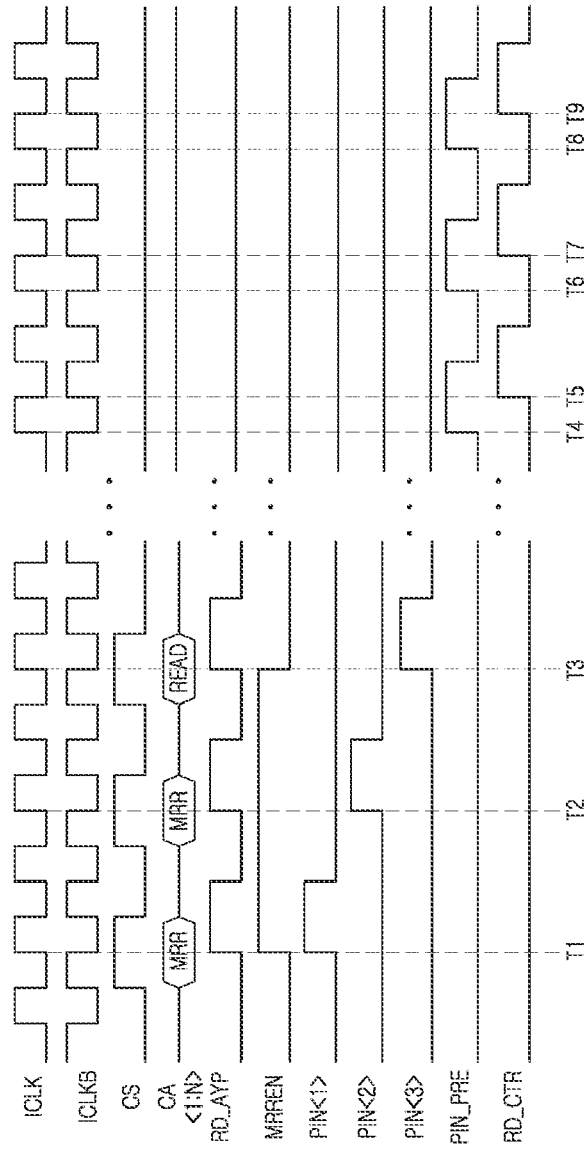 ICLK
ICLKB
CS
CA
<1:N>
RD_AYP
MRREN
PIN<1>
PIN<2>
PIN<3>
PIN_PRE
RD_CTR
MRR
MRR
READ
T1
T2
T3
T4
T5
T6
T7
T8
T9